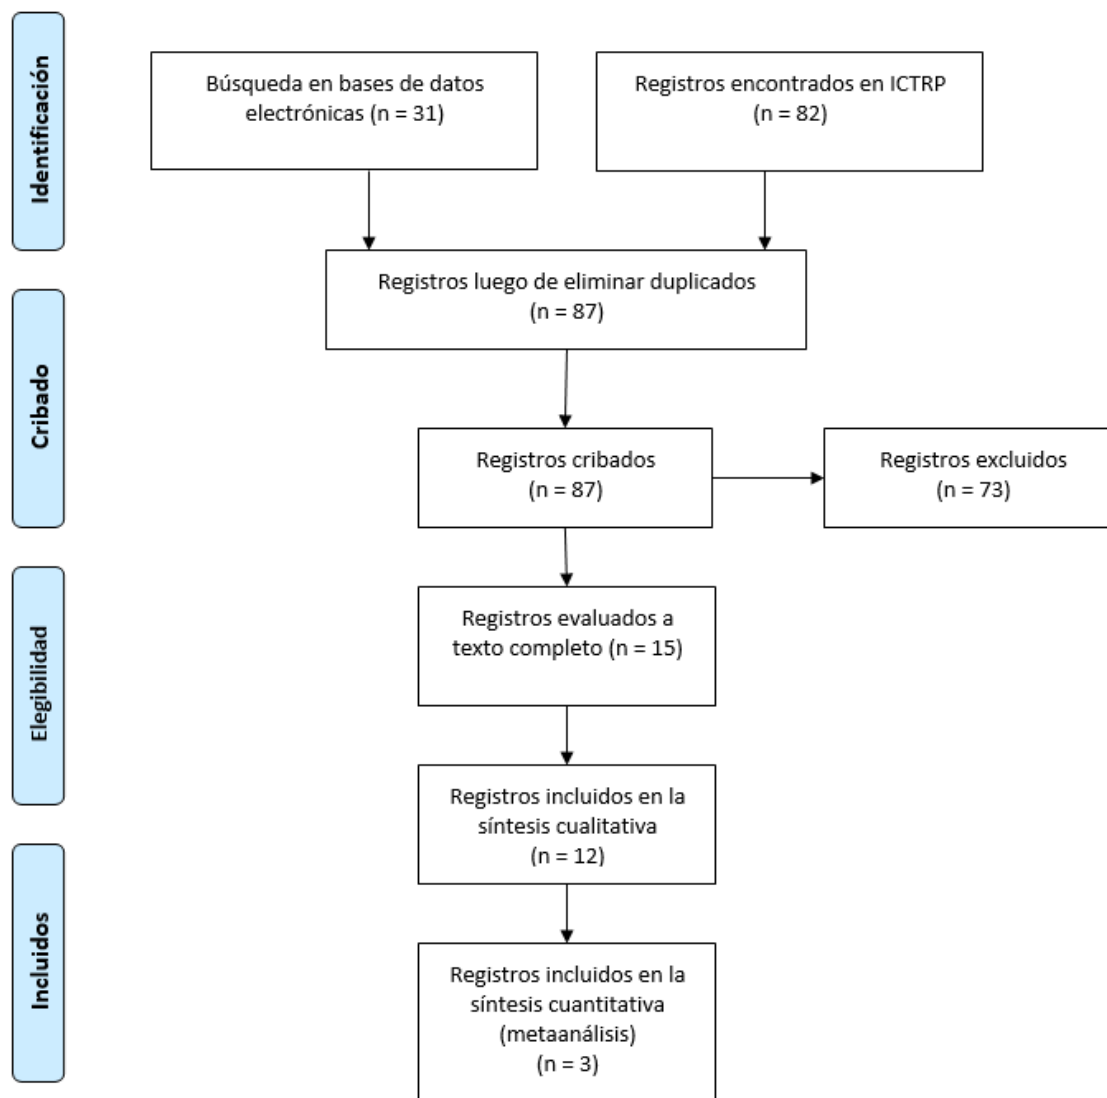 Identificación
Búsqueda en bases de datos
electrónicas (n = 31)
Registros encontrados en ICTRP
(n = 82)
Registros luego de eliminar duplicados
(n = 87)
Cribado
Registros cribados
(n = 87)
Registros excluidos
(n = 73)
Elegibilidad
Registros evaluados a
texto completo (n = 15)
Registros incluidos en la
síntesis cualitativa
(n = 12)
Incluidos
Registros incluidos en la
síntesis cuantitativa
(metaanálisis)
(n = 3)